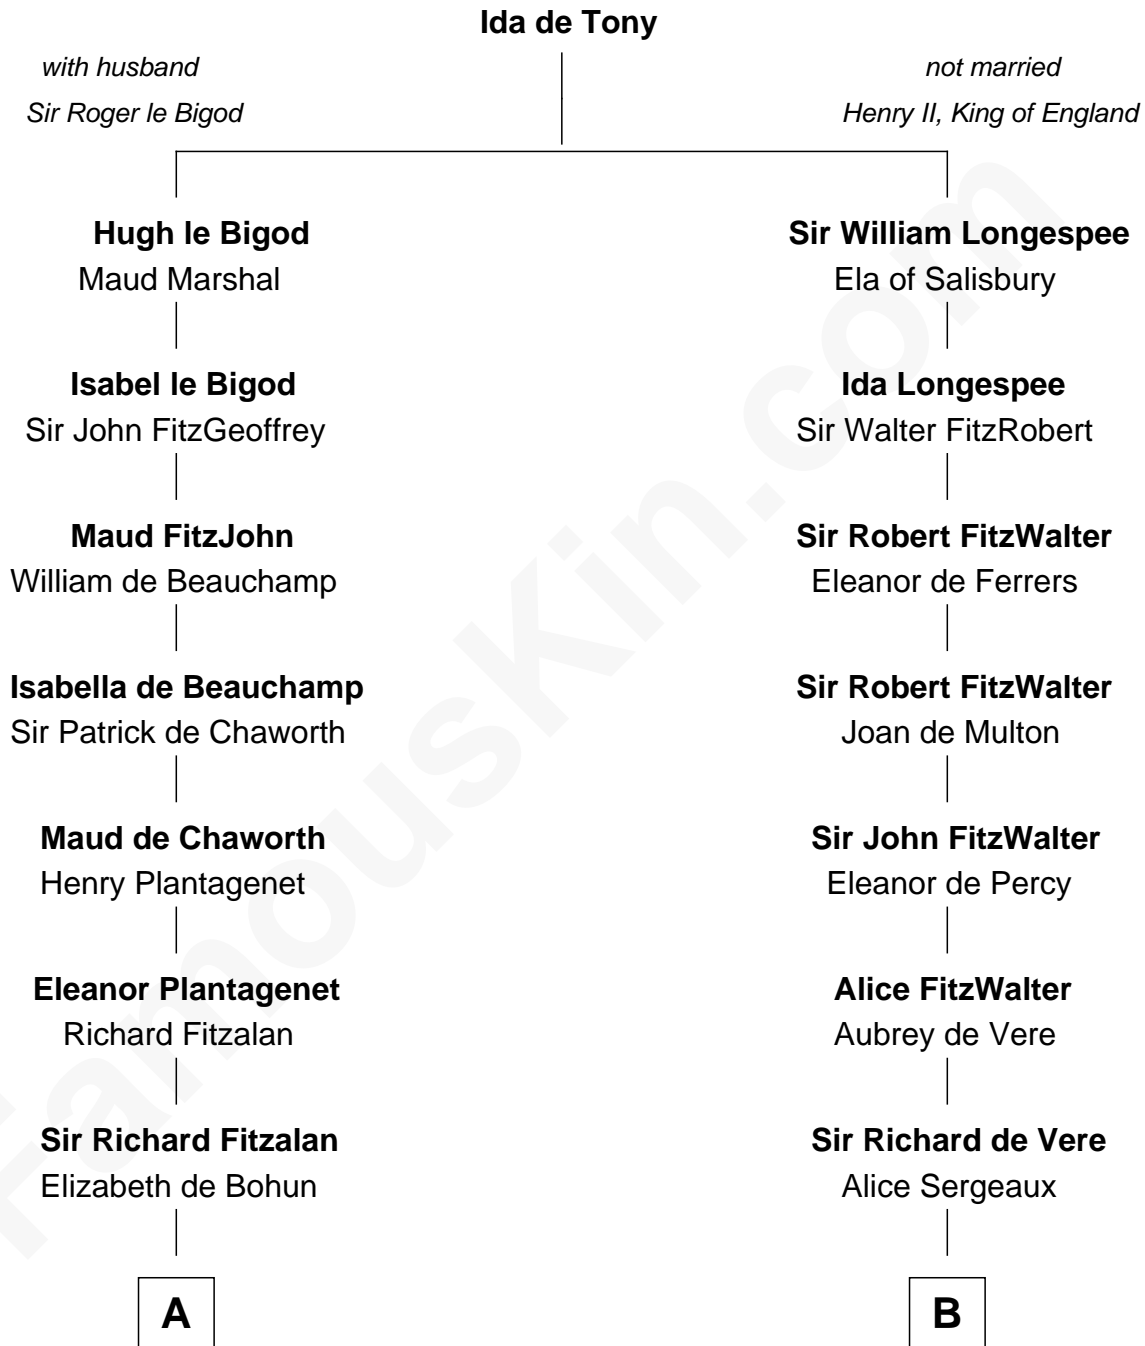 Ida de Tony
with husband
Sir Roger le Bigod
not married
Henry II, King of England
Hugh le Bigod
Maud Marshal
Sir William Longespee
Ela of Salisbury
Isabel le Bigod
Sir John FitzGeoffrey
Ida Longespee
Sir Walter FitzRobert
Maud FitzJohn
William de Beauchamp
Sir Robert FitzWalter
Eleanor de Ferrers
Isabella de Beauchamp
Sir Patrick de Chaworth
Sir Robert FitzWalter
Joan de Multon
Maud de Chaworth
Henry Plantagenet
Sir John FitzWalter
Eleanor de Percy
Eleanor Plantagenet
Richard Fitzalan
Alice FitzWalter
Aubrey de Vere
Sir Richard Fitzalan
Elizabeth de Bohun
Sir Richard de Vere
Alice Sergeaux
A
B
FamousKin.com